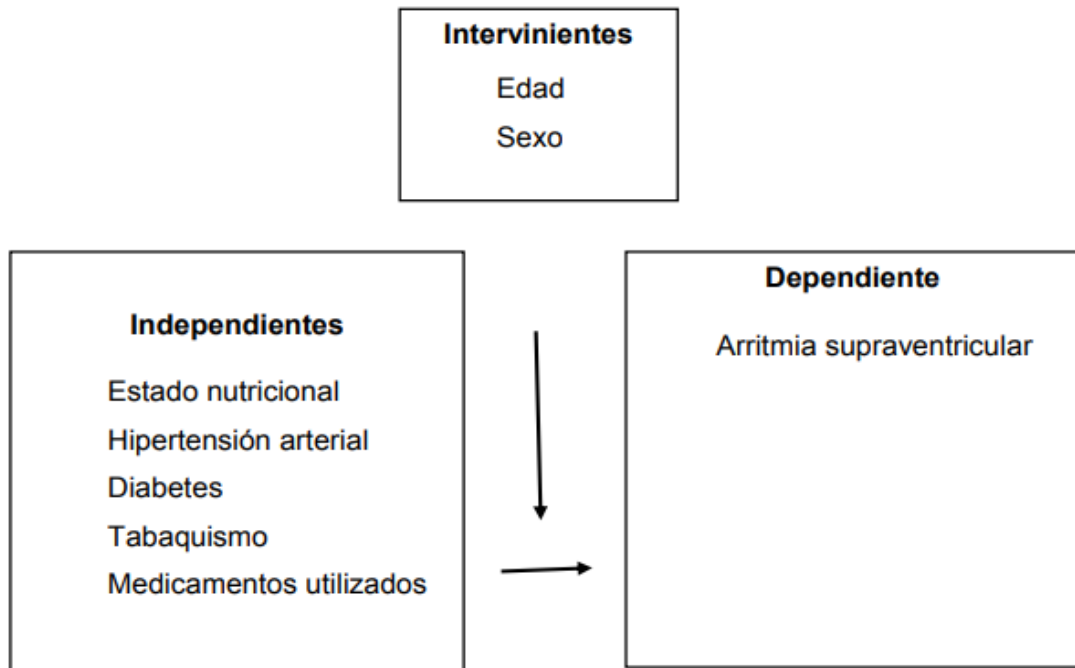 Intervinientes
Edad
Sexo
Independientes
Estado nutricional
Hipertensión arterial
Diabetes
Tabaquismo
Medicamentos utilizados
Dependiente
Arritmia supraventricular